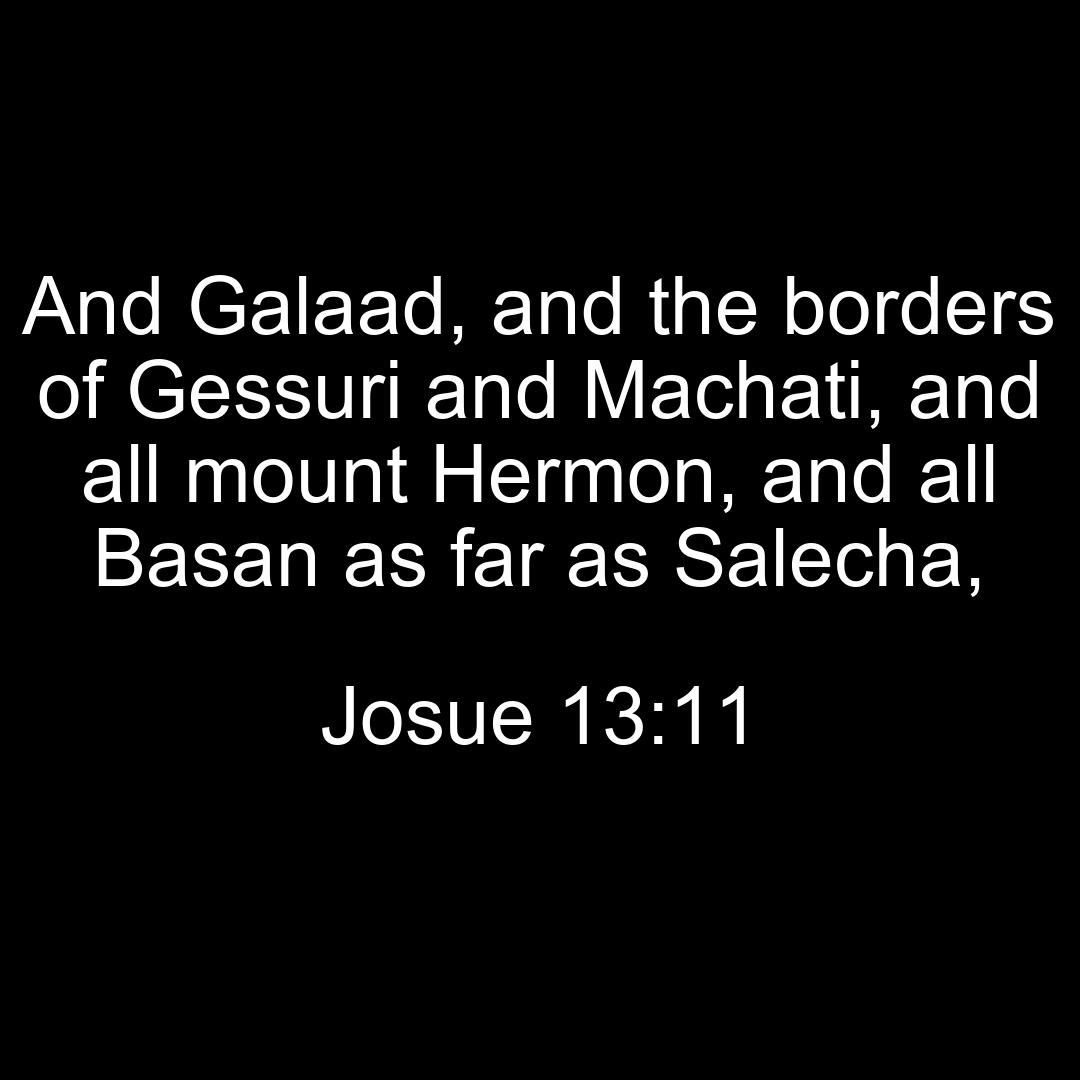 And Galaad, and the borders
of Gessuri and Machati, and
all mount Hermon, and all
Basan as far as Salecha,
Josue 13:11